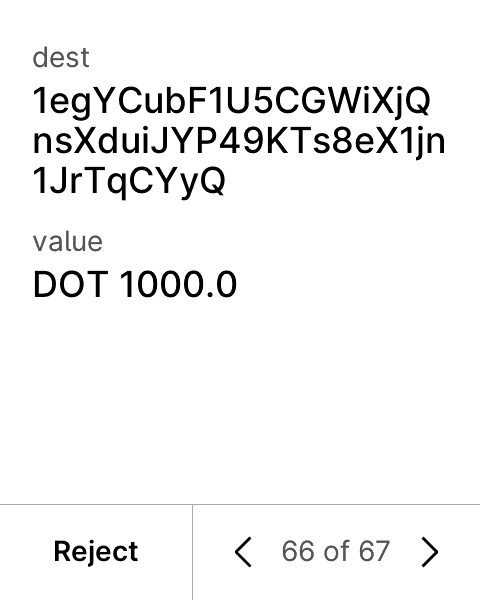 dest
1egYCubF1U5CGWiXjQ
nsXduiJYP49KTs8eX1jn
1JrTqCYyQ
value
DOT 1000.0
Reject
66 of 67